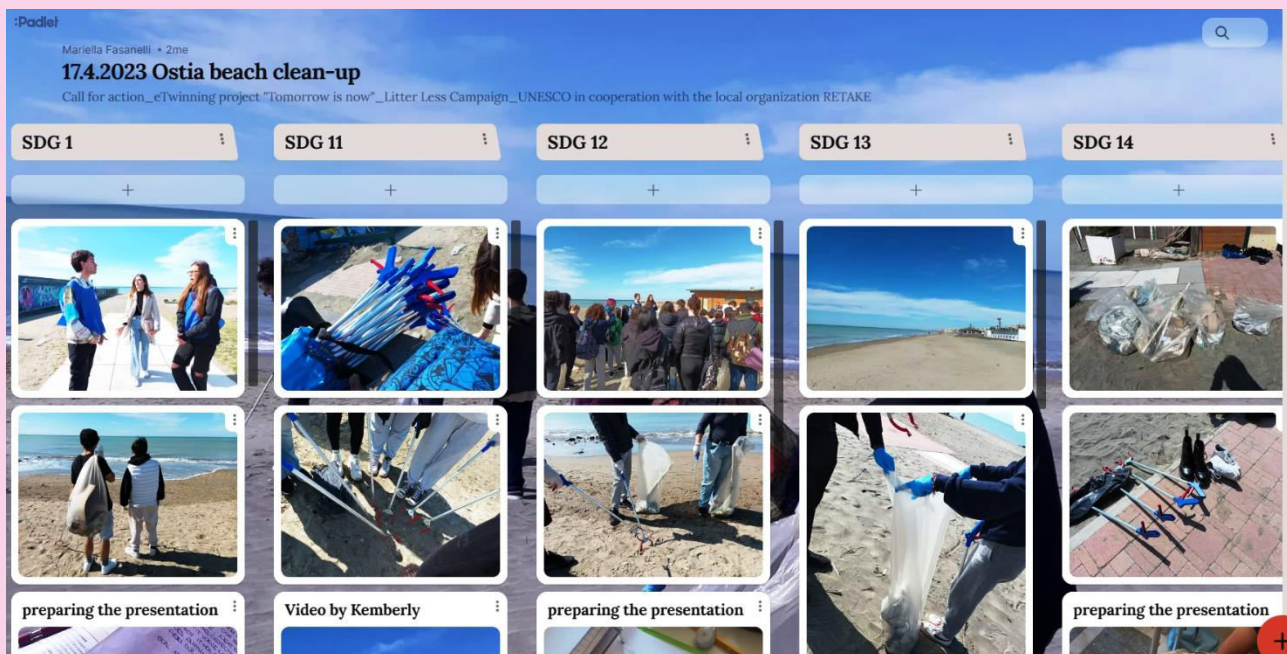 :Padlet
Mariella Fasanelli • 2me
17.4.2023 Ostia beach clean-up
Call for action_eTwinning project "Tomorrow is now"_Litter Less Campaign_UNESCO in cooperation with the local organization RETAKE
SDG 1
SDG 11
SDG 12
SDG 13
SDG 14
preparing the presentation
Video by Kemberly
preparing the presentation
preparing the presentation